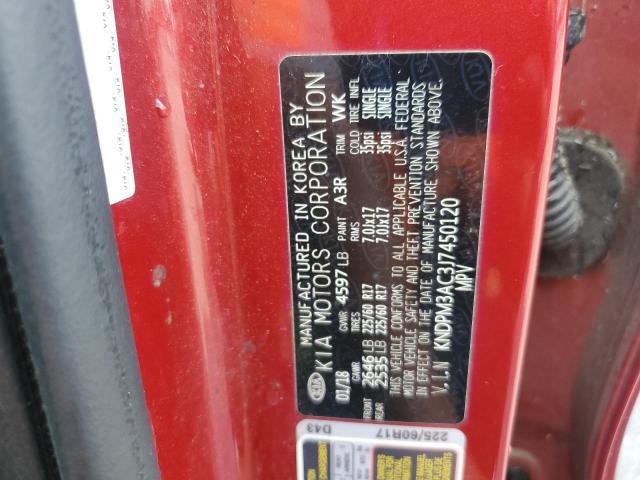 MANUFACTURED IN KOREA BY
KIA MOTORS CORPORATION
KIA
01/18 GVWR 4597 LB PAINT A3R TRIM WK
GAWR TIRES RIMS COLD TIRE INFL
FRONT 2646 LB 225/60 R17 7.0Jx17 35psi SINGLE
REAR 2535 LB 225/60 R17 7.0Jx17 35psi SINGLE
THIS VEHICLE CONFORMS TO ALL APPLICABLE U.S.A. FEDERAL
MOTOR VEHICLE SAFETY AND THEFT PREVENTION STANDARDS
IN EFFECT ON THE DATE OF MANUFACTURE SHOWN ABOVE.
V.I.N KNDPM3AC3J7450120
MPV
D43 225/60R17